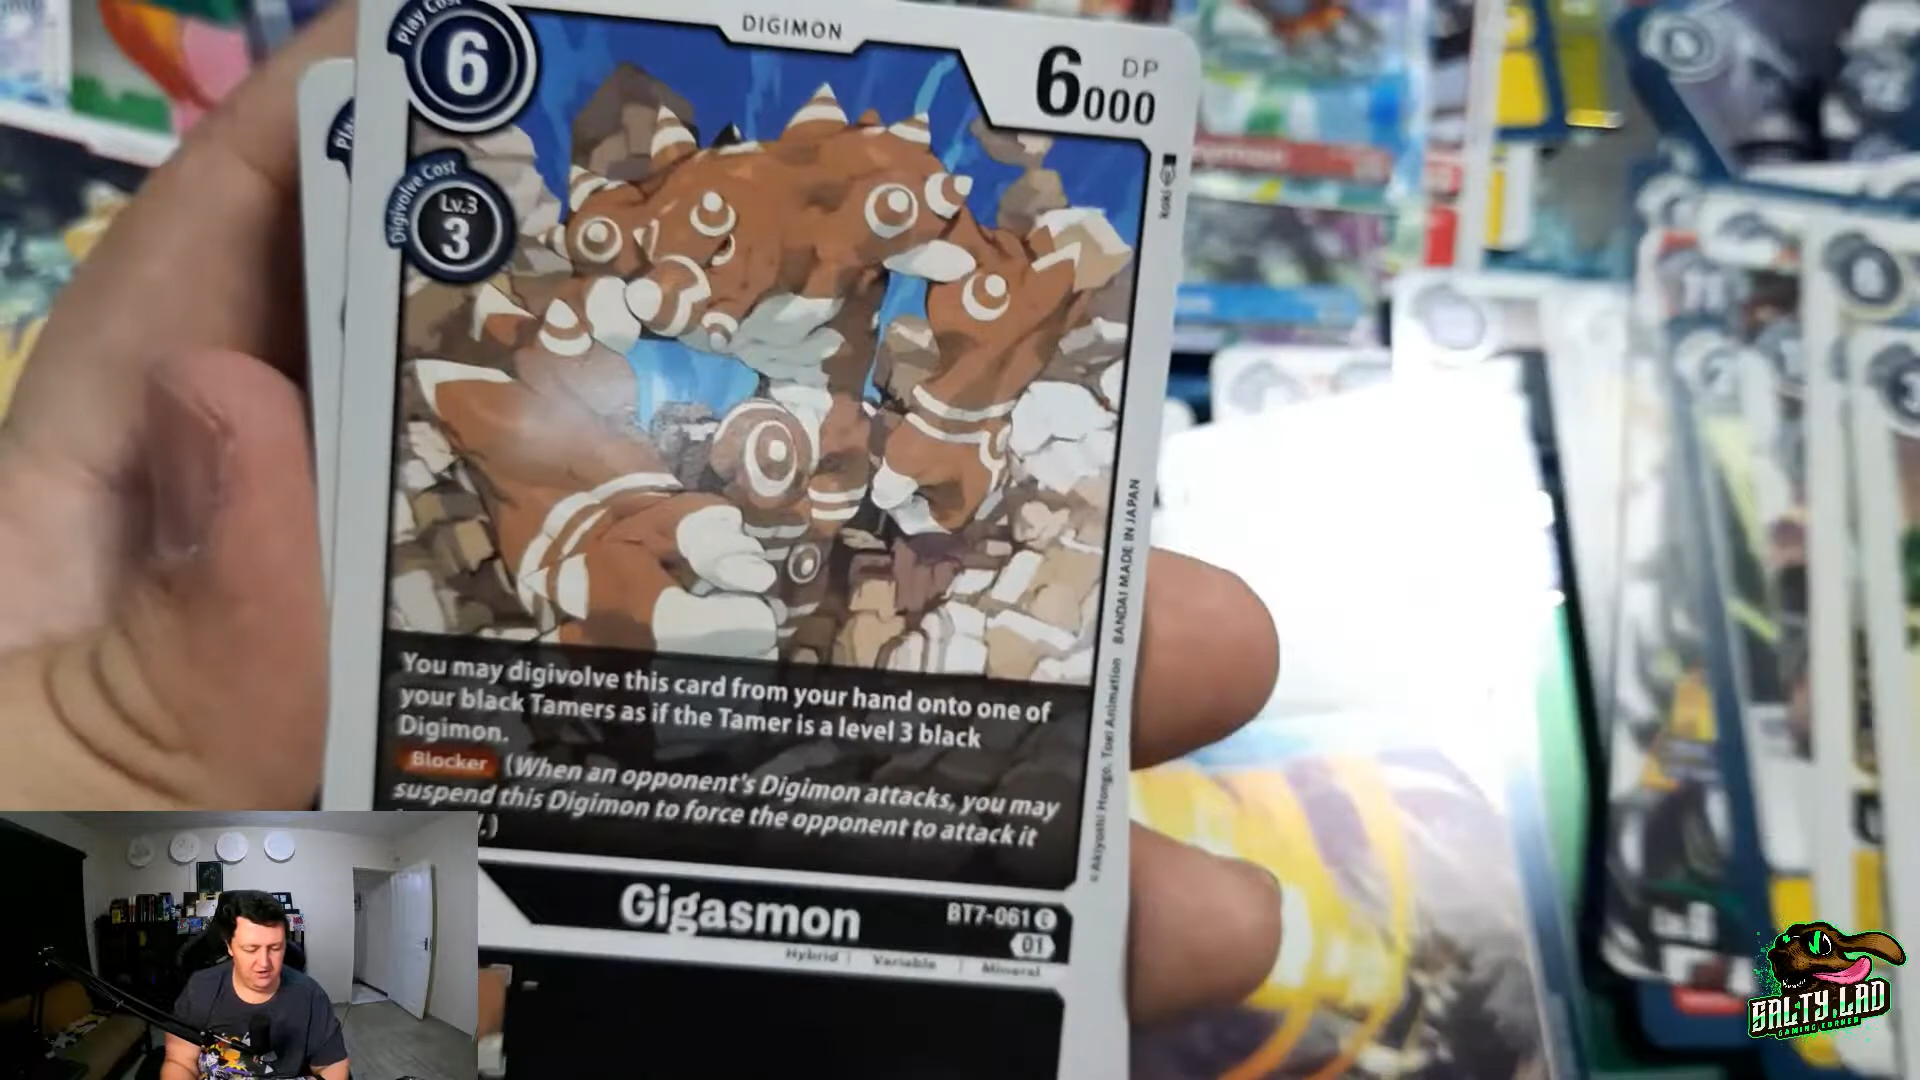 Play Cost
6
DIGIMON
6000
DP
Digivolve Cost
Lv.3
3
You may digivolve this card from your hand onto one of
your black Tamers as if the Tamer is a level 3 black
Digimon.
Blocker (When an opponent's Digimon attacks, you may
suspend this Digimon to force the opponent to attack it
.)
Gigasmon
BT7-061 C
01
Hybrid | Variable | Mineral
©Akiyoshi Hongo, Toei Animation BANDAI MADE IN JAPAN
koki
SALTY LAD
GAMING CORNER